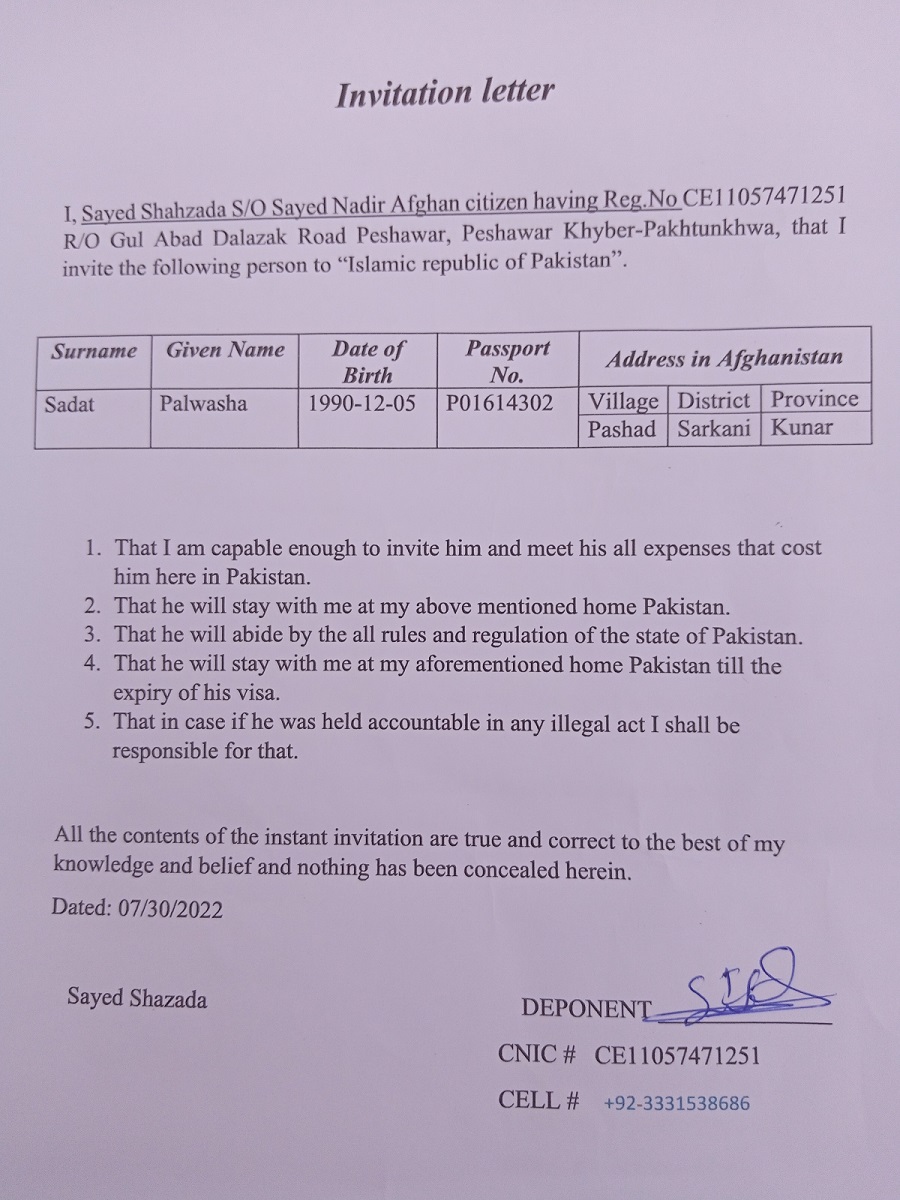 Invitation letter
I, Sayed Shahzada S/O Sayed Nadir Afghan citizen having Reg.No CE11057471251
R/O Gul Abad Dalazak Road Peshawar, Peshawar Khyber-Pakhtunkhwa, that I
invite the following person to “Islamic republic of Pakistan”.
Surname Given Name Date of Birth Passport No. Address in Afghanistan
Sadat Palwasha 1990-12-05 P01614302 Village District Province
Pashad Sarkani Kunar
1. That I am capable enough to invite him and meet his all expenses that cost
him here in Pakistan.
2. That he will stay with me at my above mentioned home Pakistan.
3. That he will abide by the all rules and regulation of the state of Pakistan.
4. That he will stay with me at my aforementioned home Pakistan till the
expiry of his visa.
5. That in case if he was held accountable in any illegal act I shall be
responsible for that.
All the contents of the instant invitation are true and correct to the best of my
knowledge and belief and nothing has been concealed herein.
Dated: 07/30/2022
Sayed Shazada
DEPONENT
CNIC # CE11057471251
CELL # +92-3331538686